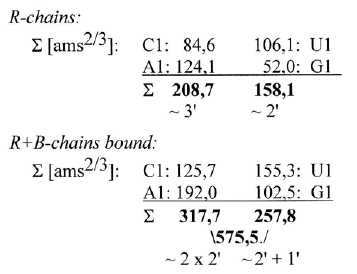 R-chains:
Σ [ams2/3]: C1: 84,6 106,1: U1
A1: 124,1 52,0: G1
Σ 208,7 158,1
~ 3' ~ 2'
R+B-chains bound:
Σ [ams2/3]: C1: 125,7 155,3: U1
A1: 192,0 102,5: G1
Σ 317,7 257,8
\575,5./
~ 2 x 2' ~2' + 1'